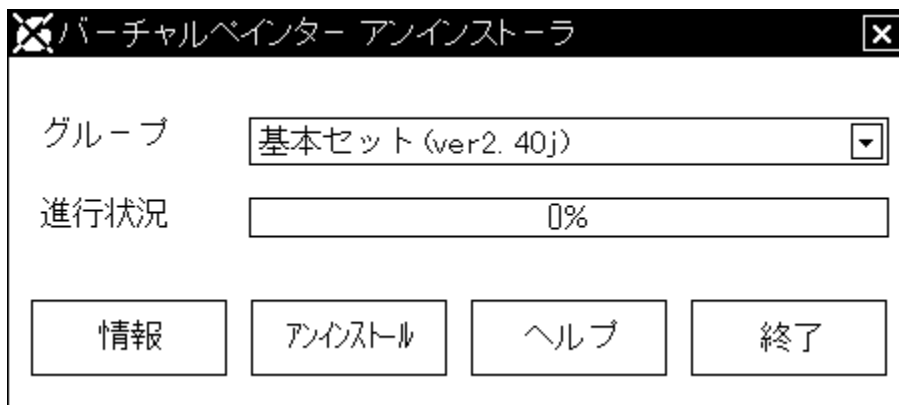 バーチャルペインター アンインストーラ
グループ
基本セット(ver2.40j)
進行状況
0%
情報
ｱﾝｲﾝｽﾄｰﾙ
ヘルプ
終了